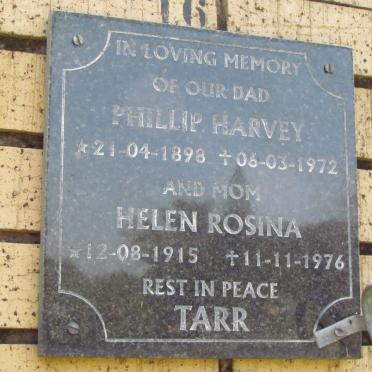 16
IN LOVING MEMORY
OF OUR DAD
PHILLIP HARVEY
*21-04-1898 +06-03-1972
AND MOM
HELEN ROSINA
*12-08-1915 +11-11-1976
REST IN PEACE
TARR